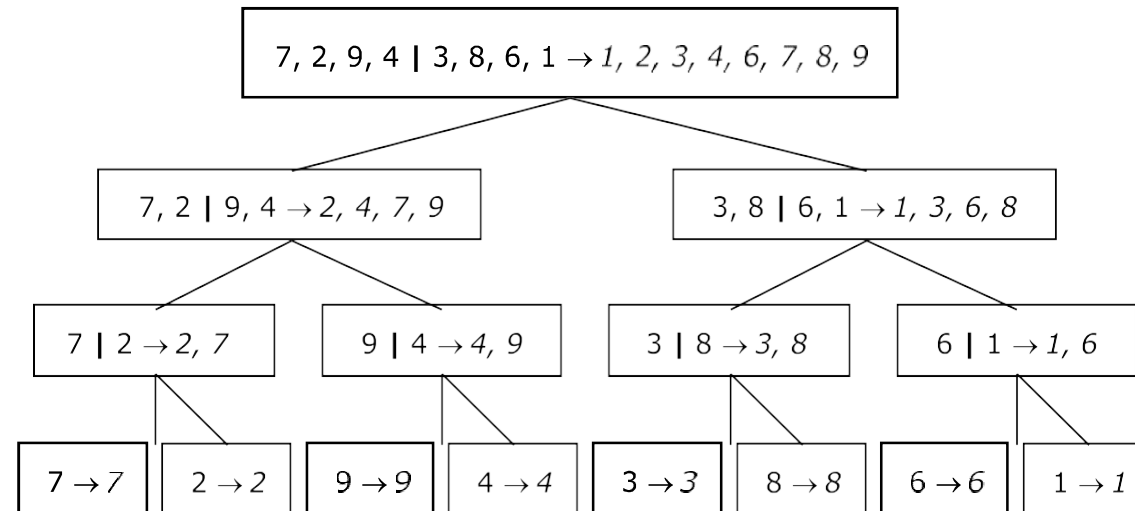 7, 2, 9, 4 | 3, 8, 6, 1 → 1, 2, 3, 4, 6, 7, 8, 9
7, 2 | 9, 4 → 2, 4, 7, 9
3, 8 | 6, 1 → 1, 3, 6, 8
7 | 2 → 2, 7
9 | 4 → 4, 9
3 | 8 → 3, 8
6 | 1 → 1, 6
7 → 7
2 → 2
9 → 9
4 → 4
3 → 3
8 → 8
6 → 6
1 → 1